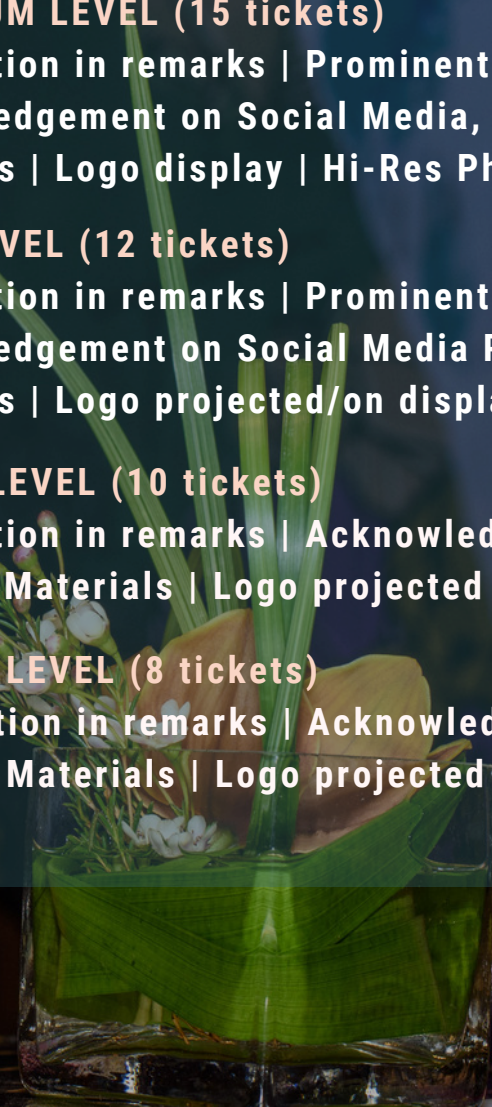 UM LEVEL (15 tickets)
tion in remarks | Prominent
edgement on Social Media,
s | Logo display | Hi-Res Ph
VEL (12 tickets)
tion in remarks | Prominent
edgement on Social Media
s | Logo projected/on displa
LEVEL (10 tickets)
tion in remarks | Acknowled
Materials | Logo projected
LEVEL (8 tickets)
tion in remarks | Acknowled
Materials | Logo projected